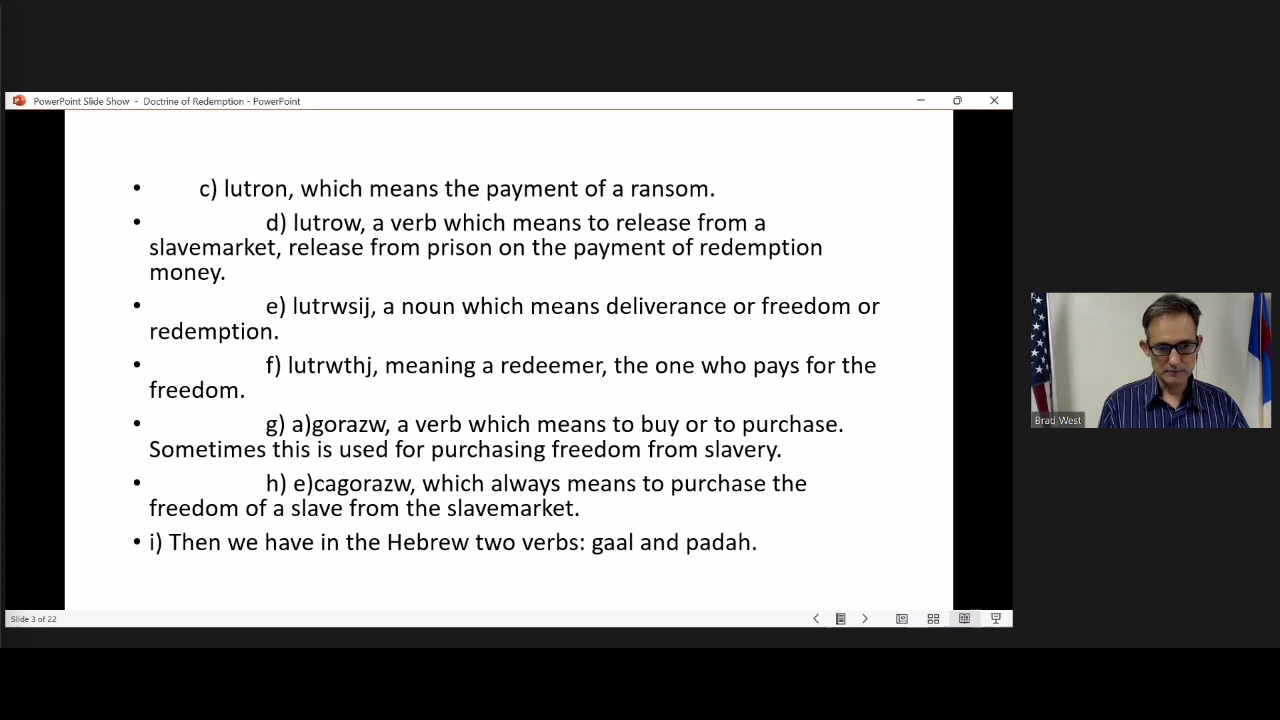 PowerPoint Slide Show - Doctrine of Redemption - PowerPoint
• c) lutron, which means the payment of a ransom.
• d) lutrow, a verb which means to release from a
slavemarket, release from prison on the payment of redemption
money.
• e) lutrwsij, a noun which means deliverance or freedom or
redemption.
• f) lutrwthj, meaning a redeemer, the one who pays for the
freedom.
• g) a)gorazw, a verb which means to buy or to purchase.
Sometimes this is used for purchasing freedom from slavery.
• h) e)cagorazw, which always means to purchase the
freedom of a slave from the slavemarket.
• i) Then we have in the Hebrew two verbs: gaal and padah.
Slide 3 of 22
Brad West